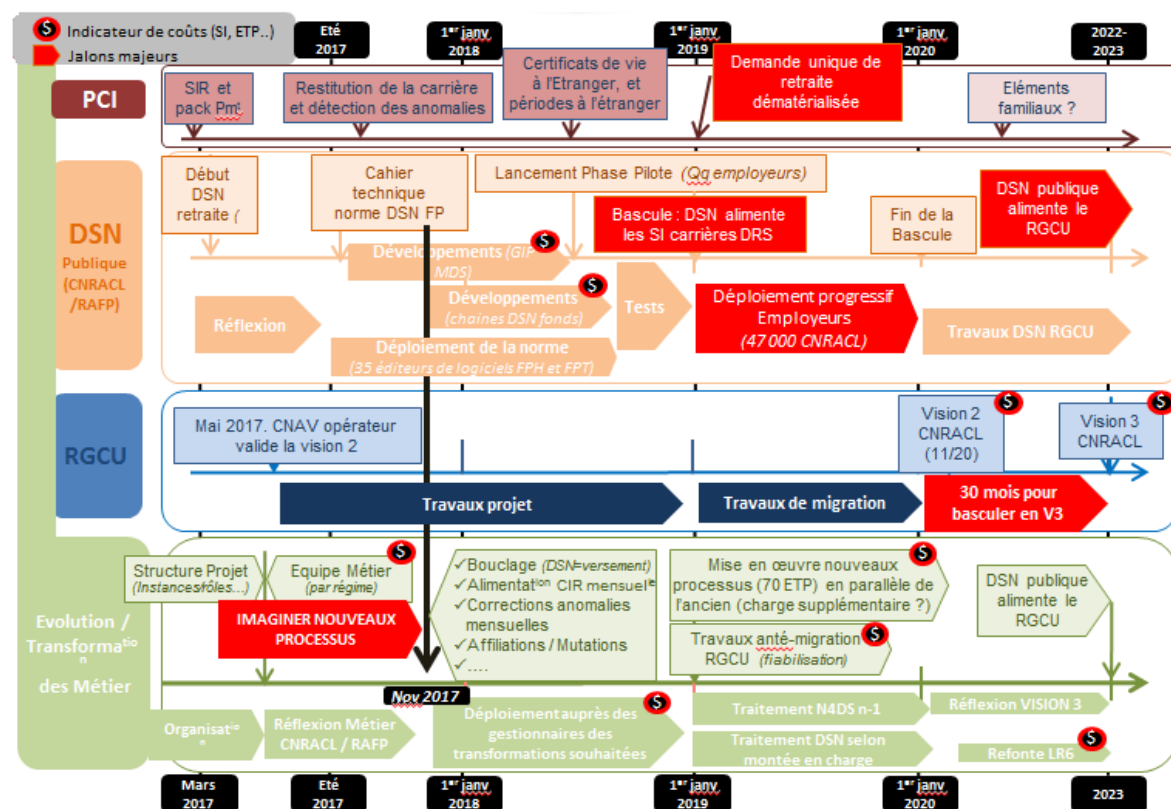 $ Indicateur de coûts (SI, ETP..)
Jalons majeurs
Eté
2017
1er janv
2018
1er janv
2019
1er janv
2020
2022-
2023
PCI
SIR et
pack Pmt
Restitution de la carrière
et détection des anomalies
Certificats de vie
à l'Etranger, et
périodes à l'étranger
Demande unique de
retraite
dématérialisée
Eléments
familiaux ?
DSN
Publique
(CNRACL
/RAFP)
Début
DSN
retraite (
Cahier
technique
norme DSN FP
Lancement Phase Pilote (Qq employeurs)
Bascule : DSN alimente
les SI carrières DRS
Fin de la
Bascule
DSN publique
alimente le
RGCU
Développements (GIP
MDS)
$
Développements
(chaines DSN fonds)
$
Tests
Réflexion
Déploiement de la norme
(35 éditeurs de logiciels FPH et FPT)
Déploiement progressif
Employeurs
(47 000 CNRACL)
Travaux DSN RGCU
RGCU
Mai 2017. CNAV opérateur
valide la vision 2
Vision 2
CNRACL
(11/20)
$
Vision 3
CNRACL
$
Travaux projet
Travaux de migration
30 mois pour
basculer en V3
Evolution /
Transformatio
n
des Métier
Structure Projet
(Instances/rôles...)
Equipe Métier
(par régime)
$
IMAGINER NOUVEAUX
PROCESSUS
✓Bouclage (DSN=versement)
✓Alimentation CIR mensuelle
✓Corrections anomalies
mensuelles
✓Affiliations / Mutations
✓....
Mise en œuvre nouveaux
processus (70 ETP) en parallèle de
l'ancien (charge supplémentaire ?)
$
Travaux anté-migration
RGCU (fiabilisation)
$
DSN publique
alimente le
RGCU
Nov 2017
Organisatio
n
Réflexion Métier
CNRACL / RAFP
Déploiement auprès des
gestionnaires des
transformations souhaitées
$
Traitement N4DS n-1
Réflexion VISION 3
Traitement DSN selon
montée en charge
Refonte LR6
$
Mars
2017
Eté
2017
1er janv
2018
1er janv
2019
1er janv
2020
2023